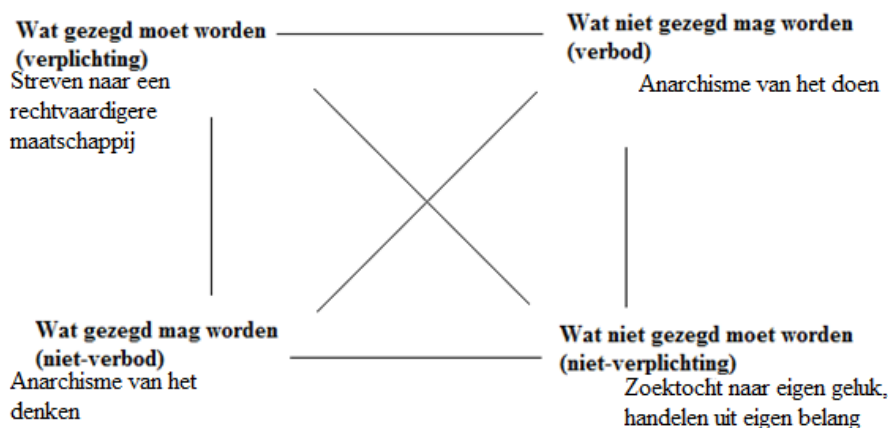 Wat gezegd moet worden
(verplichting)
Streven naar een
rechtvaardigere
maatschappij
Wat niet gezegd mag worden
(verbod)
Anarchisme van het doen
Wat gezegd mag worden
(niet-verbod)
Anarchisme van het
denken
Wat niet gezegd moet worden
(niet-verplichting)
Zoektocht naar eigen geluk,
handelen uit eigen belang